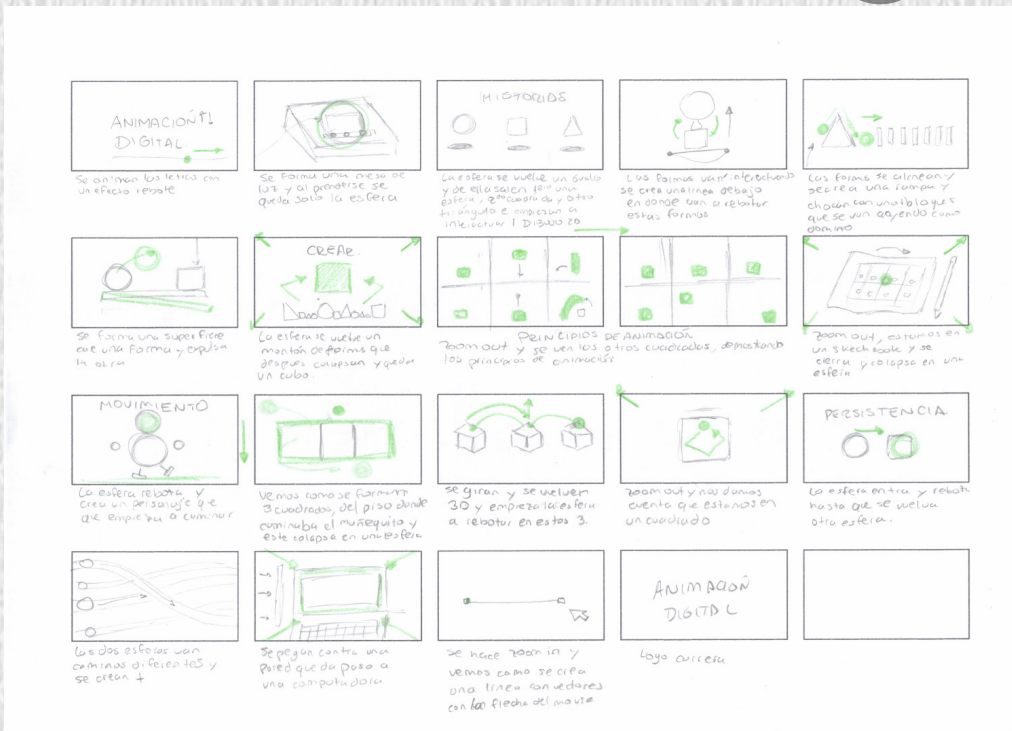 ANIMACIÓN
DIGITAL
Se animan las letras con
un efecto rebote
Se forma una mesa de
luz y al prenderse se
queda solo la esfera
HISTORIAS
La esfera se vuelve un
y de ella salen una
esfera, cuadrado y otro
triángulo e empiezan a
interactuar / Dibujo 2D
Las formas van interactuando
se crea una linea debajo
en donde van a rebotar
estas formas
Las formas se alinean y
se crea una rampa y
chocan con unos bloques
que se van cayendo como
domino
Se forma una superficie
cae una forma y expulsa
la otra
CREAR
La esfera se vuelve un
montón de formas que
después colapsan y queda
un cubo.
PRINCIPIOS DE ANIMACIÓN
Zoom out y se ven los otros cuadrados, demostrando
los principios de animación
Zoom out, estamos en
un sketchbook y se
cierra y colapsa en una
esfera
MOVIMIENTO
La esfera rebota y
crea un personaje que
que empieza a caminar
Vemos como se forman
3 cuadrados, del piso donde
caminaba el muñequito y
este colapsa en una esfera
se giran y se vuelven
3D y empieza la esfera
a rebotar en estos 3.
Zoom out y nos damos
cuenta que estamos en
un cuadrado
PERSISTENCIA
La esfera entra y rebota
hasta que se vuelva
otra esfera.
Las dos esferas van
caminos diferentes y
se crean +
Se pegan contra una
pared que da paso a
una computadora
Se hace zoom in y
vemos como se crea
una linea con vectores
con la flecha del mouse
ANIMACIÓN
DIGITAL
Logo carrera